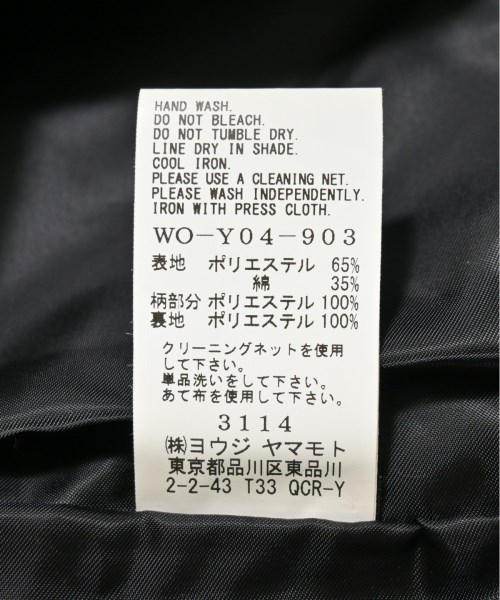 HAND WASH.
DO NOT BLEACH.
DO NOT TUMBLE DRY.
LINE DRY IN SHADE.
COOL IRON.
PLEASE USE A CLEANING NET.
PLEASE WASH INDEPENDENTLY.
IRON WITH PRESS CLOTH.
WO-Y04-903
表地 ポリエステル 65%
綿 35%
柄部分 ポリエステル 100%
裏地 ポリエステル 100%
クリーニングネットを使用
して下さい。
単品洗いをして下さい。
あて布を使用して下さい。
3114
㈱ヨウジ ヤマモト
東京都品川区東品川
2-2-43 T33 QCR-Y